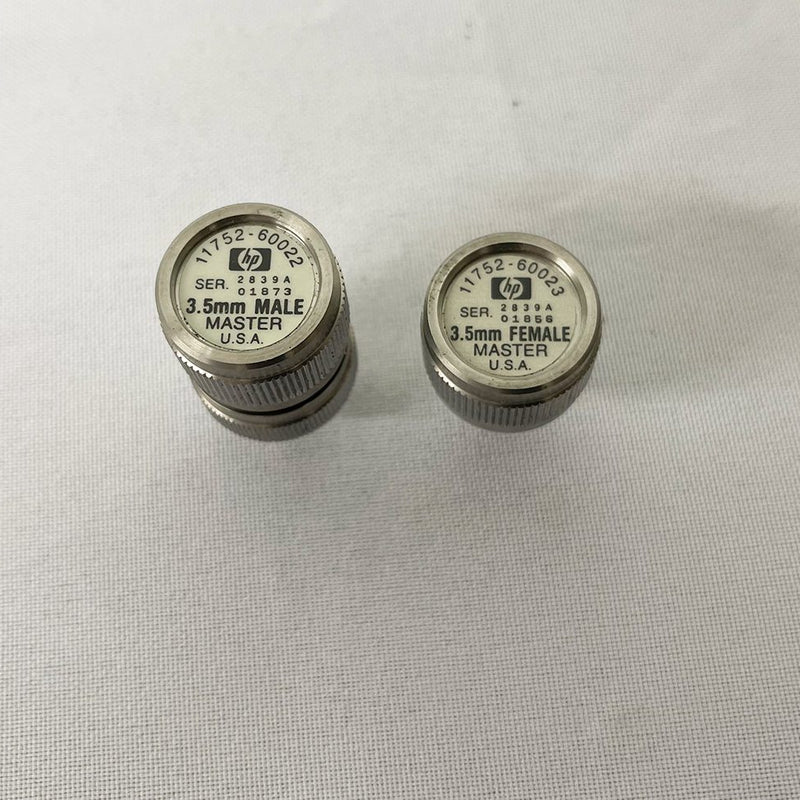 11752-60022
hp
SER. 2839A
01873
3.5mm MALE
MASTER
U.S.A.
11752-60023
hp
SER. 2839A
01856
3.5mm FEMALE
MASTER
U.S.A.